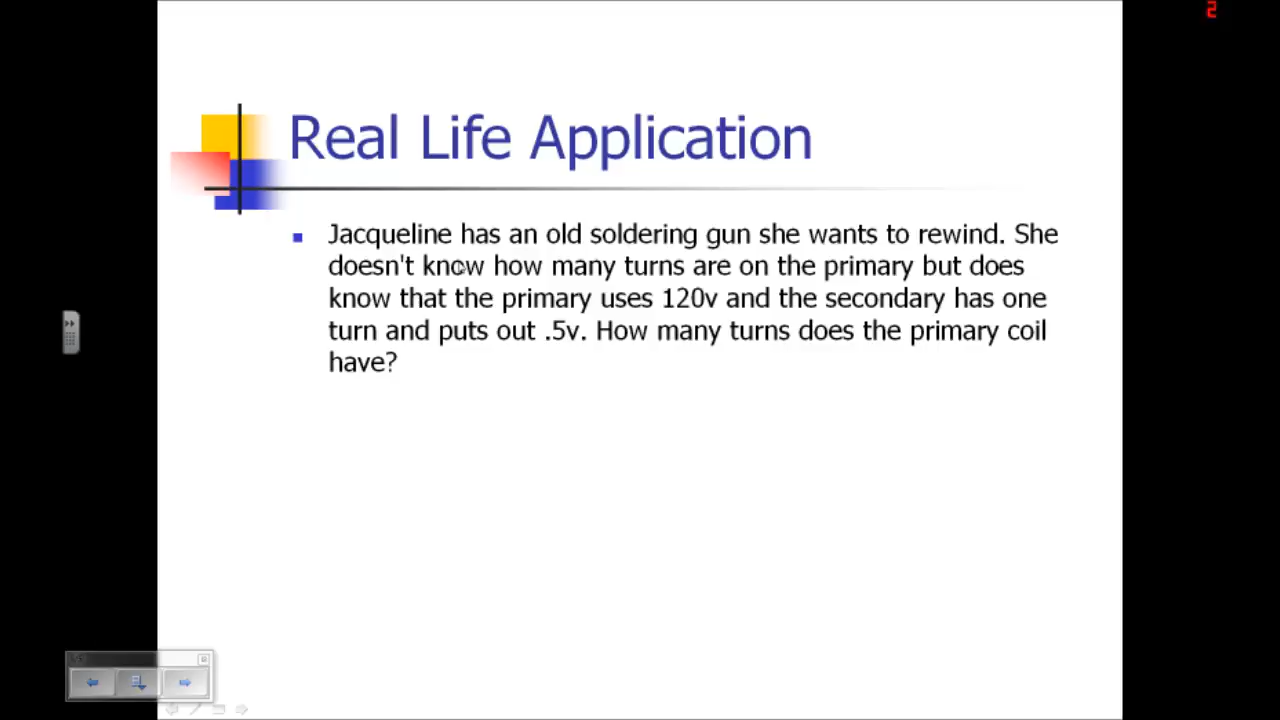 2
Real Life Application
Jacqueline has an old soldering gun she wants to rewind. She
doesn't know how many turns are on the primary but does
know that the primary uses 120v and the secondary has one
turn and puts out .5v. How many turns does the primary coil
have?